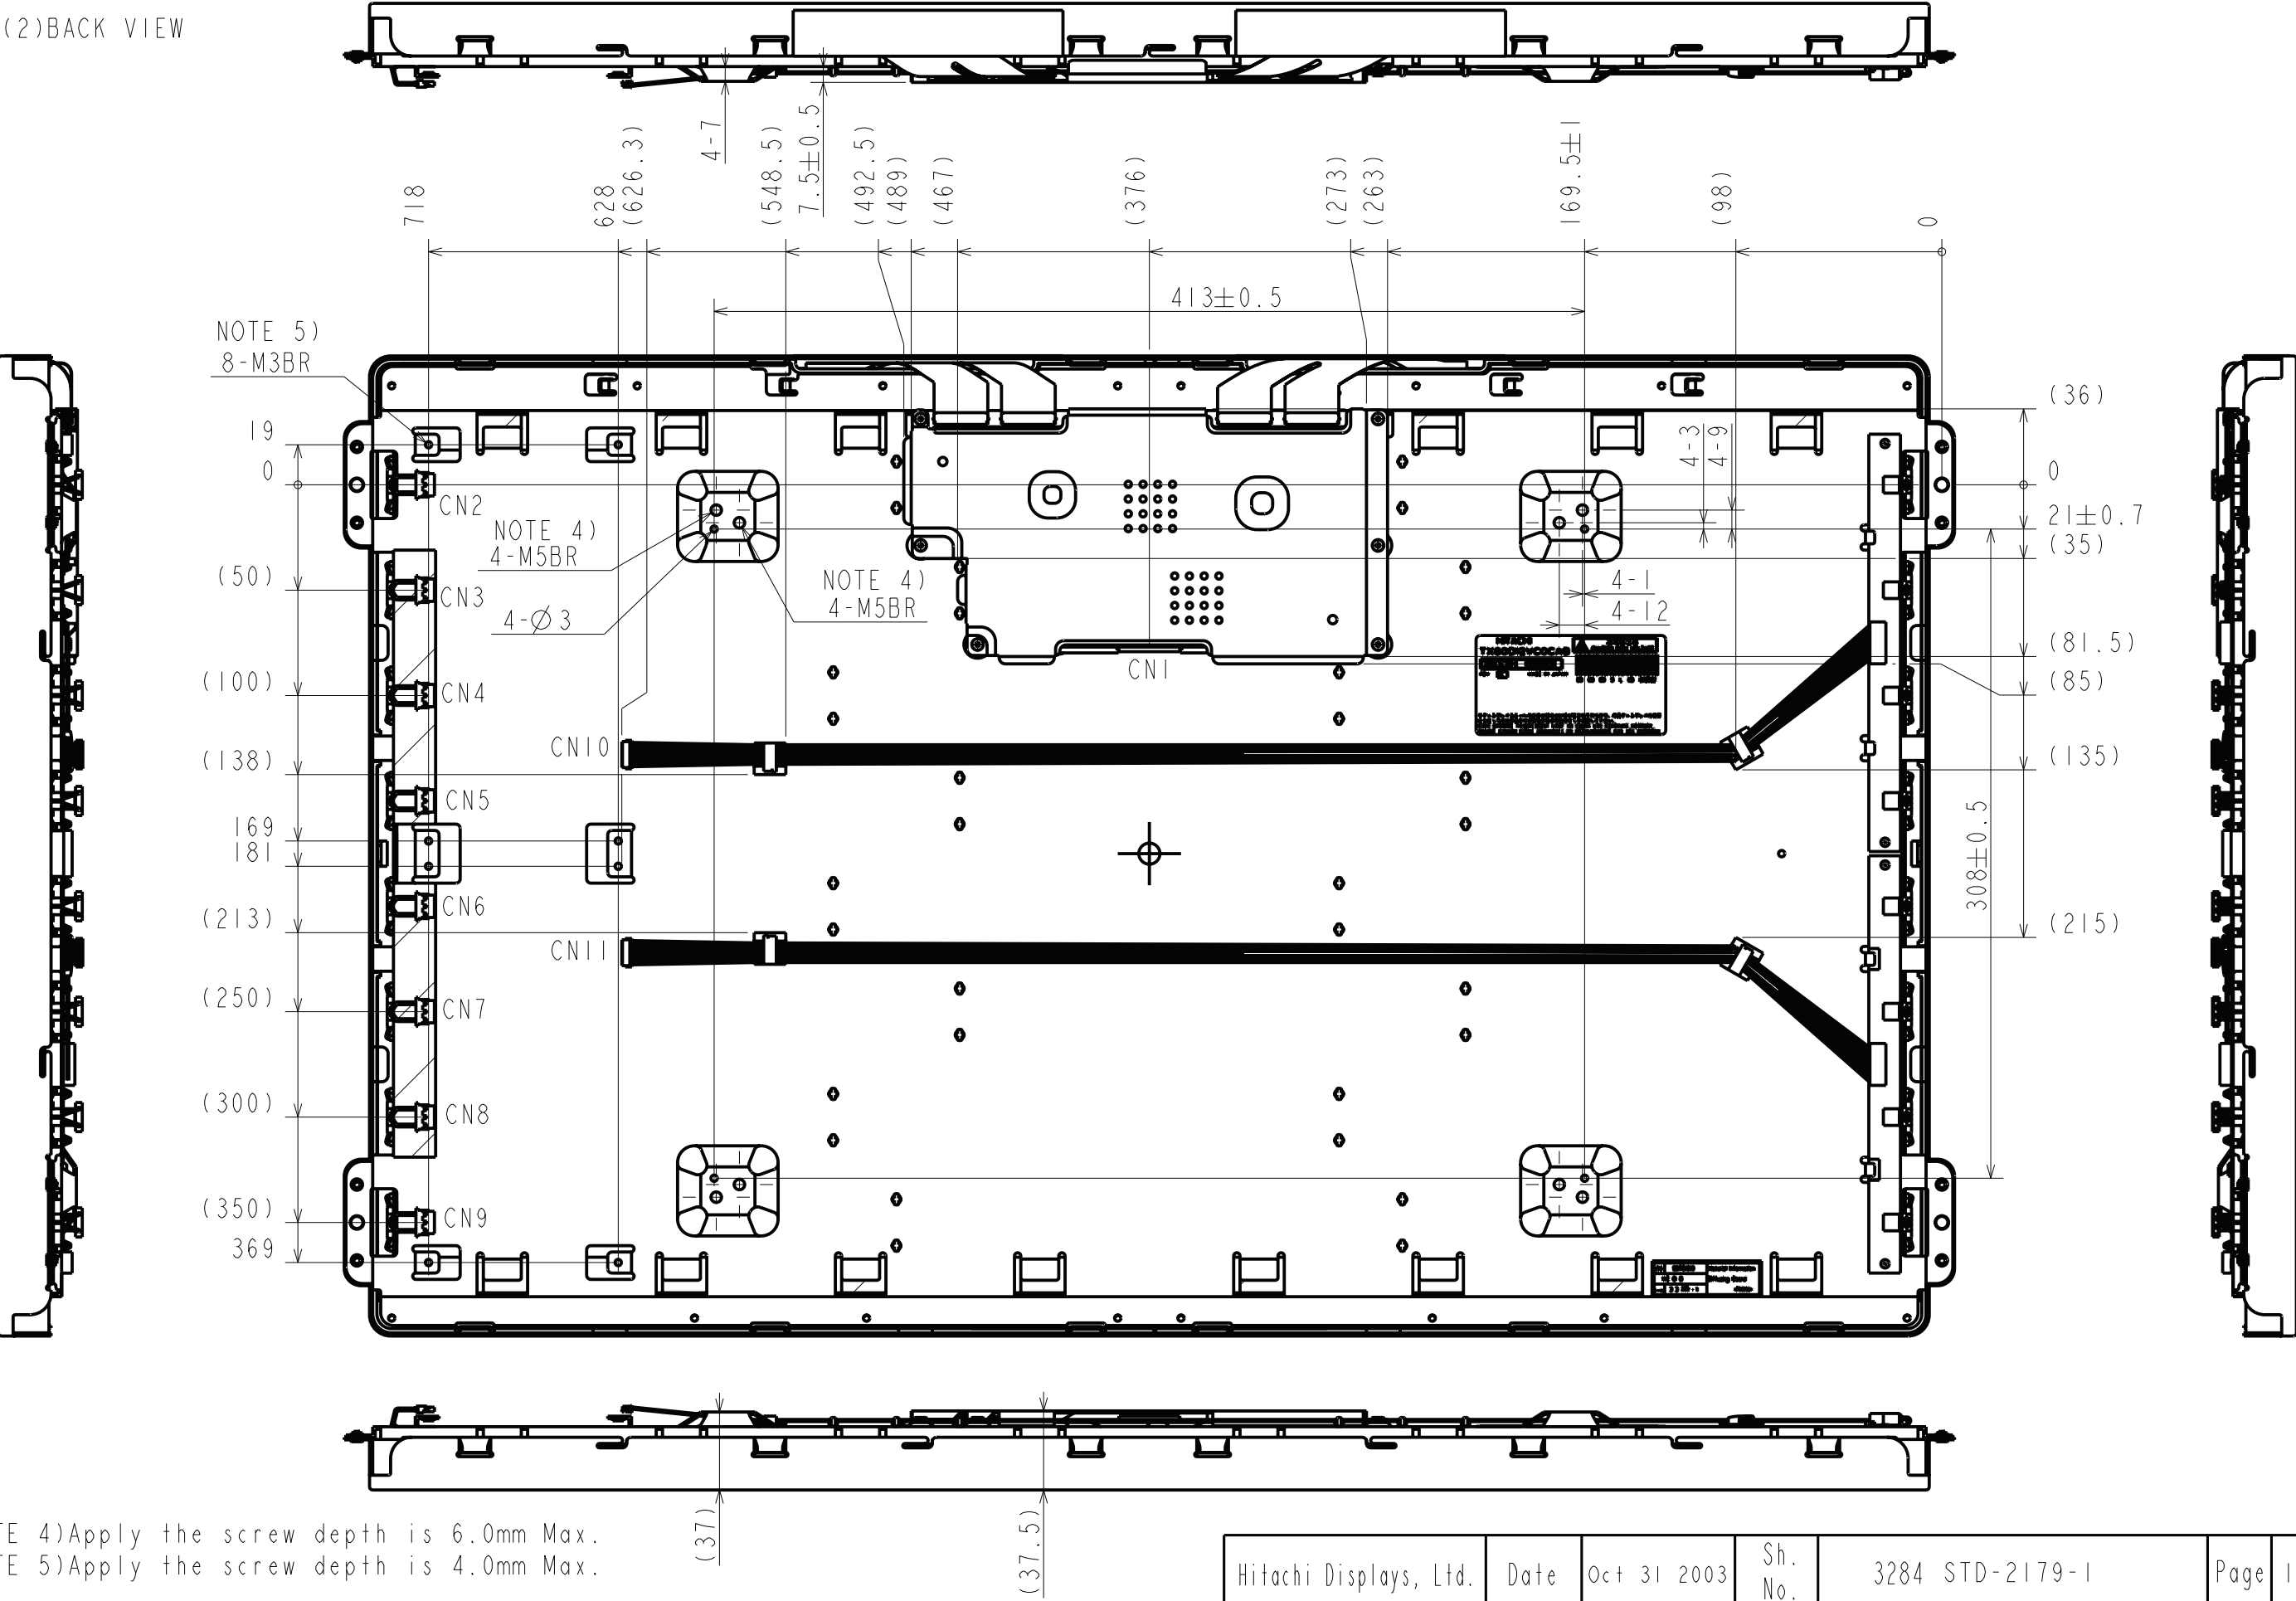 (2)BACK VIEW
4-7
7.5±0.5
718
628
(626.3)
(548.5)
(492.5)
(489)
(467)
(376)
(273)
(263)
169.5±1
(98)
0
413±0.5
NOTE 5)
8-M3BR
19
0
(50)
(100)
(138)
169
181
(213)
(250)
(300)
(350)
369
CN2
CN3
CN4
CN10
CN5
CN6
CN11
CN7
CN8
CN9
NOTE 4)
4-M5BR
4-∅3
NOTE 4)
4-M5BR
CN1
4-3
4-9
4-1
4-12
HITACHI
(36)
0
21±0.7
(35)
(81.5)
(85)
(135)
308±0.5
(215)
(37)
(37.5)
TE 4)Apply the screw depth is 6.0mm Max.
TE 5)Apply the screw depth is 4.0mm Max.
Hitachi Displays, Ltd.
Date
Oct 31 2003
Sh.
No.
3284 STD-2179-1
Page
1